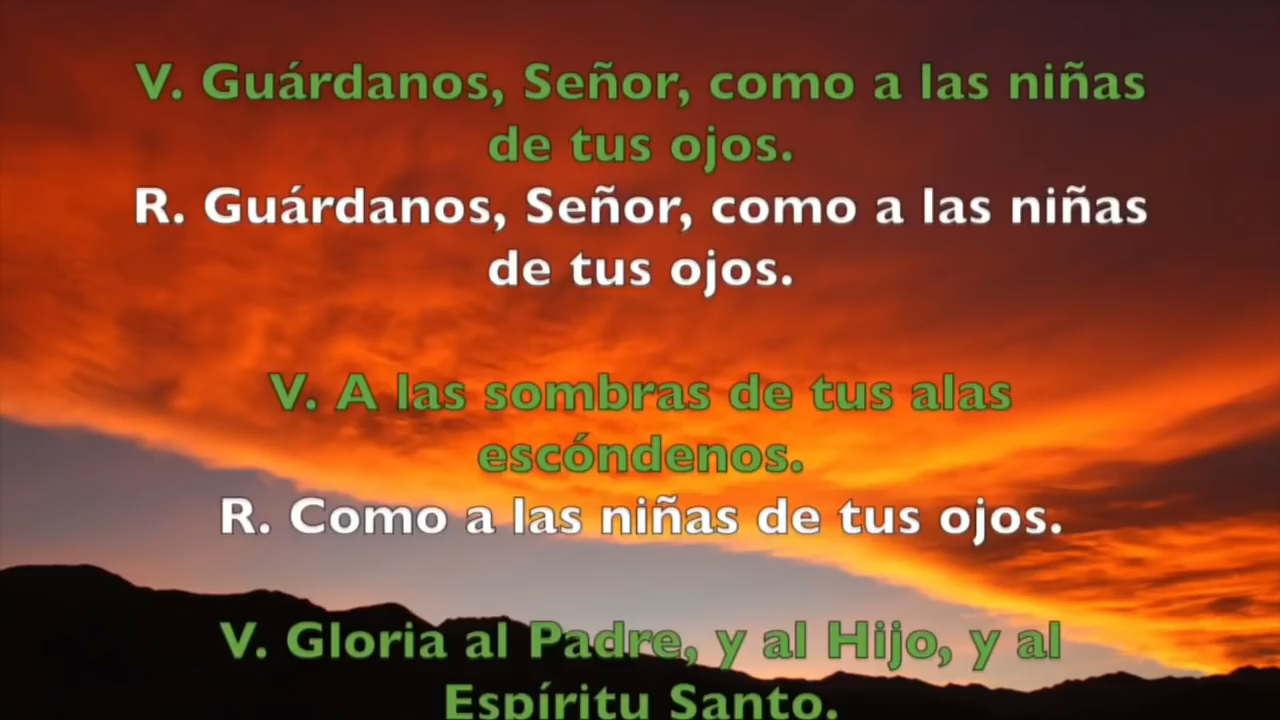 V. Guárdanos, Señor, como a las niñas
de tus ojos.
R. Guárdanos, Señor, como a las niñas
de tus ojos.
V. A las sombras de tus alas
escóndenos.
R. Como a las niñas de tus ojos.
V. Gloria al Padre, y al Hijo, y al
Espíritu Santo.